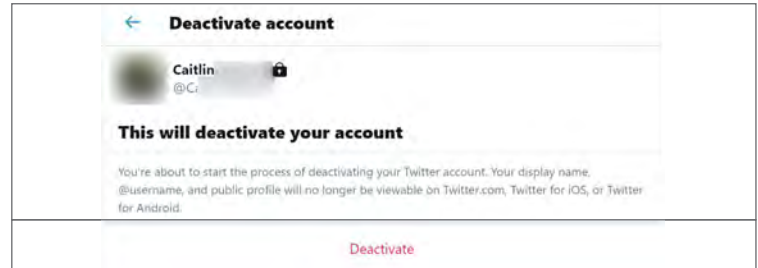 Deactivate account
Caitlin
This will deactivate your account
You're about to start the process of deactivating your Twitter account. Your display name,
@username, and public profile will no longer be viewable on Twitter.com, Twitter for iOS, or Twitter
for Android.
Deactivate